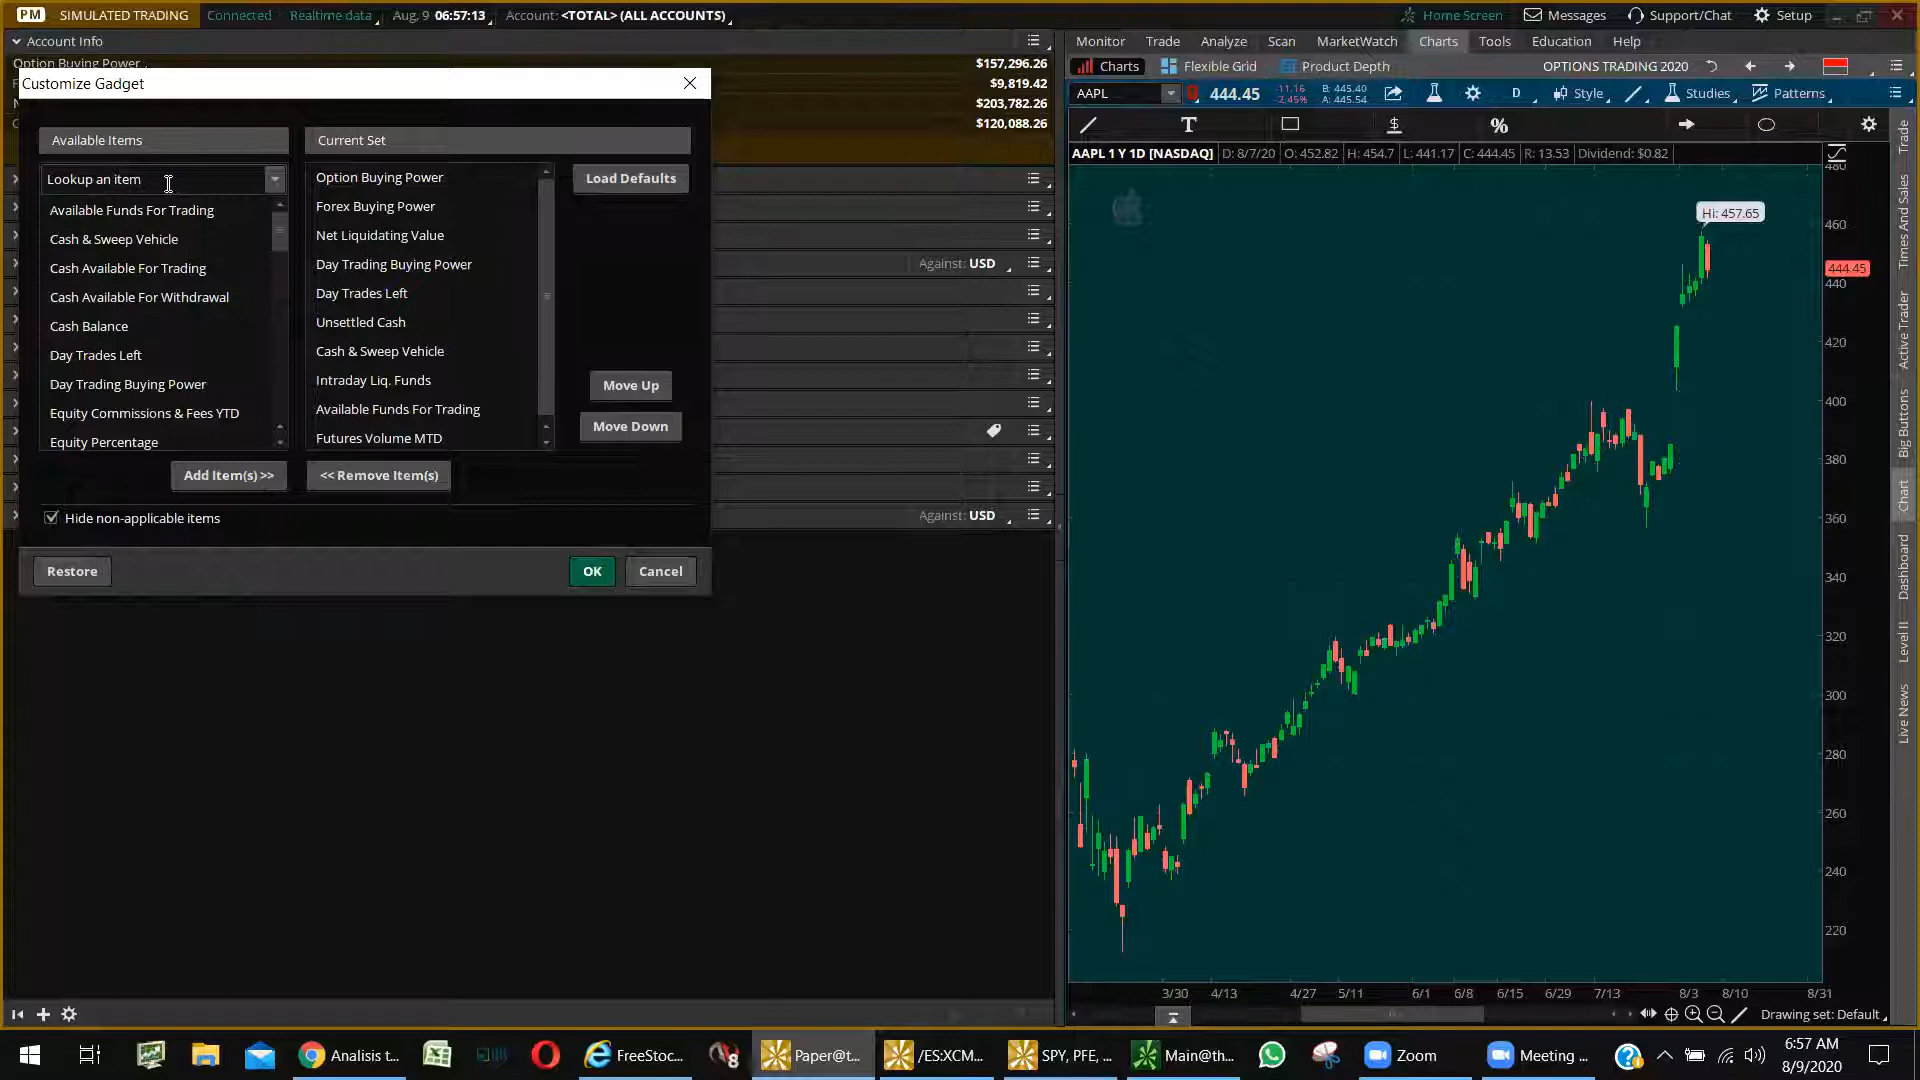 PM SIMULATED TRADING Connected Realtime data Aug, 9 06:57:13 Account: <TOTAL> (ALL ACCOUNTS)
Home Screen Messages Support/Chat Setup
Account Info
Option Buying Power
$157,296.26
$9,819.42
$203,782.26
$120,088.26
Customize Gadget
Available Items
Lookup an item
Available Funds For Trading
Cash & Sweep Vehicle
Cash Available For Trading
Cash Available For Withdrawal
Cash Balance
Day Trades Left
Day Trading Buying Power
Equity Commissions & Fees YTD
Equity Percentage
Add Item(s) >>
Current Set
Option Buying Power
Forex Buying Power
Net Liquidating Value
Day Trading Buying Power
Day Trades Left
Unsettled Cash
Cash & Sweep Vehicle
Intraday Liq. Funds
Available Funds For Trading
Futures Volume MTD
<< Remove Item(s)
Load Defaults
Move Up
Move Down
Hide non-applicable items
Restore
OK
Cancel
Against: USD
Against: USD
Monitor Trade Analyze Scan MarketWatch Charts Tools Education Help
Charts Flexible Grid Product Depth OPTIONS TRADING 2020
AAPL 444.45 -11.16 -2.45% B: 445.40 A: 445.54 D Style Studies Patterns
T $ %
AAPL 1 Y 1D [NASDAQ] D: 8/7/20 O: 452.82 H: 454.7 L: 441.17 C: 444.45 R: 13.53 Dividend: $0.82
Hi: 457.65
480
460
444.45
440
420
400
380
360
340
320
300
280
260
240
220
3/30 4/13 4/27 5/11 6/1 6/8 6/15 6/29 7/13 8/3 8/10 8/31
Drawing set: Default
Trade
Times And Sales
Active Trader
Big Buttons
Chart
Dashboard
Level II
Live News
Analisis t...
FreeStoc...
Paper@t...
/ES:XCM...
SPY, PFE, ...
Main@th...
Zoom
Meeting ...
6:57 AM
8/9/2020